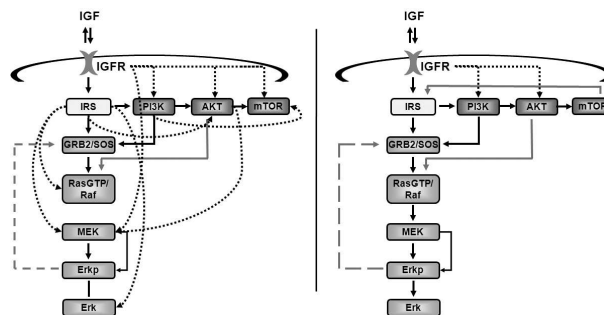 IGF
IGFR
IRS
PI3K
AKT
mTOR
GRB2/SOS
RasGTP/
Raf
MEK
Erkp
Erk
IGF
IGFR
IRS
PI3K
AKT
mTOR
GRB2/SOS
RasGTP/
Raf
MEK
Erkp
Erk